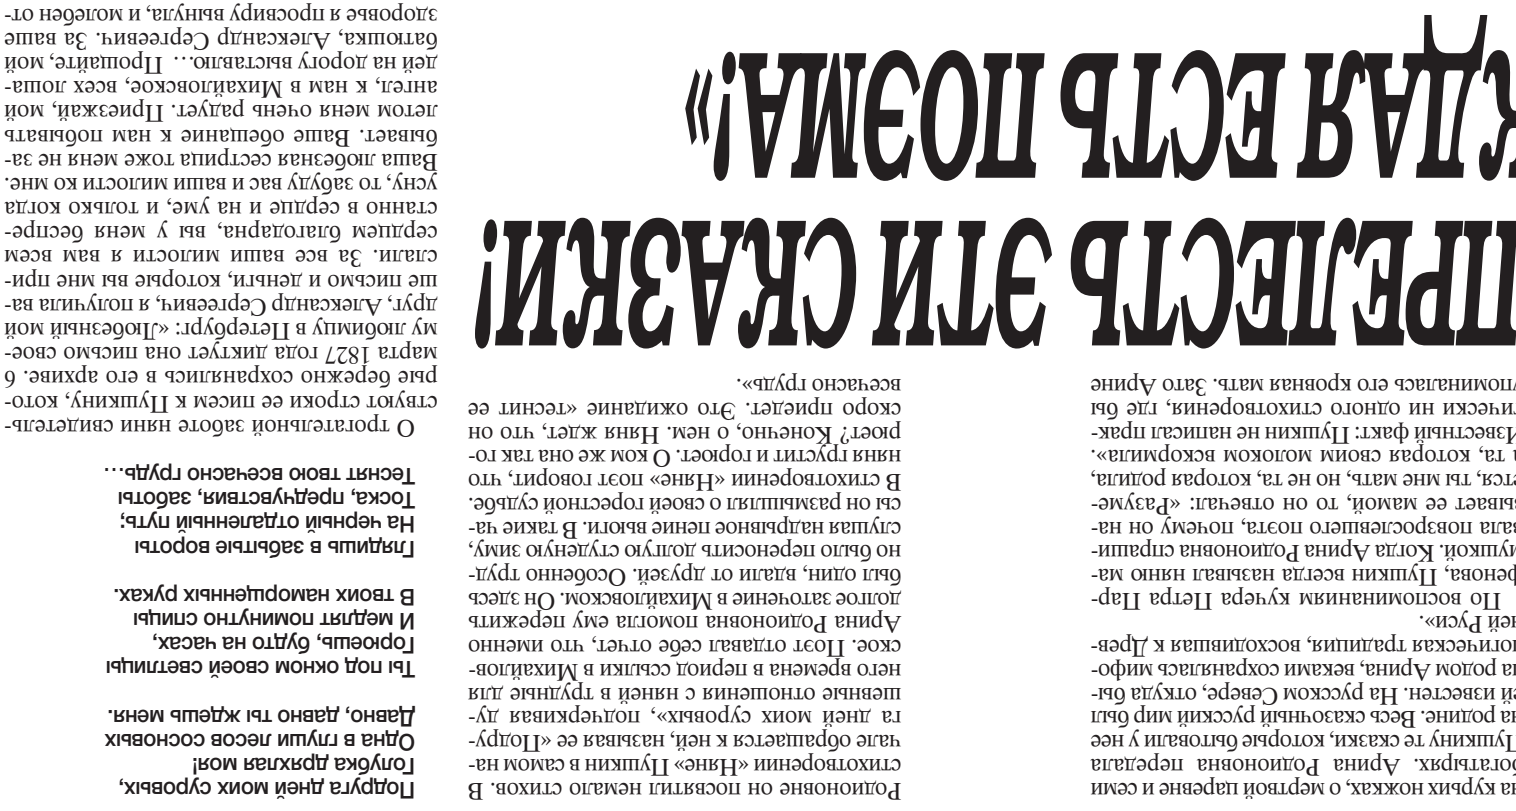 на курьих ножках, о мертвой царевне и семи
богатырях. Арина Родионовна передала
Пушкину те сказки, которые бытовали у нее
на родине. Весь сказочный русский мир был
ей известен. На русском Севере, откуда бы-
ла родом Арина, веками сохранялась мифо-
логическая традиция, восходившая к Древ-
ней Руси».
По воспоминаниям кучера Петра Пар-
фенова, Пушкин всегда называл няню ма-
мушкой. Когда Арина Родионовна спраши-
вала повзрослевшего поэта, почему он на-
зывает ее мамой, то он отвечал: «Разуме-
ется, ты мне мать, но не та, которая родила,
а та, которая своим молоком вскормила».
Известный факт: Пушкин не написал прак-
тически ни одного стихотворения, где бы
упоминалась его кровная мать. Зато Арине
Родионовне он посвятил немало стихов. В
стихотворении «Няне» Пушкин в самом на-
чале обращается к ней, называя ее «Подру-
га дней моих суровых», подчеркивая ду-
шевные отношения с няней в трудные для
него времена в период ссылки в Михайлов-
ское. Поэт отдавал себе отчет, что именно
Арина Родионовна помогла ему пережить
долгое заточение в Михайловском. Он здесь
был один, вдали от друзей. Особенно труд-
но было переносить долгую студеную зиму,
слушая надрывное пение вьюги. В такие ча-
сы он размышлял о своей горестной судьбе.
В стихотворении «Няне» поэт говорит, что
няня грустит и горюет. О ком же она так го-
рюет? Конечно, о нем. Няня ждет, что он
скоро приедет. Это ожидание «теснит ее
всечасно грудь».
Подруга дней моих суровых,
Голубка дряхлая моя!
Одна в глуши лесов сосновых
Давно, давно ты ждешь меня.
Ты под окном своей светлицы
Горюешь, будто на часах,
И медлят поминутно спицы
В твоих наморщенных руках.
Глядишь в забытые вороты
На черный отдаленный путь;
Тоска, предчувствия, заботы
Теснят твою всечасно грудь…
О трогательной заботе няни свидетель-
ствуют строки ее писем к Пушкину, кото-
рые бережно сохранялись в его архиве. 6
марта 1827 года диктует она письмо свое-
му любимцу в Петербург: «Любезный мой
друг, Александр Сергеевич, я получила ва-
ше письмо и деньги, которые вы мне при-
слали. За все ваши милости я вам всем
сердцем благодарна, вы у меня беспре-
станно в сердце и на уме, и только когда
усну, то забуду вас и ваши милости ко мне.
Ваша любезная сестрица тоже меня не за-
бывает. Ваше обещание к нам побывать
летом меня очень радует. Приезжай, мой
ангел, к нам в Михайловское, всех лоша-
дей на дорогу выставлю… Прощайте, мой
батюшка, Александр Сергеевич. За ваше
здоровье я просвиру вынула, и молебен от-
ПРЕЛЕСТЬ ЭТИ СКАЗКИ!
ЖДАЯ ЕСТЬ ПОЭМА!»